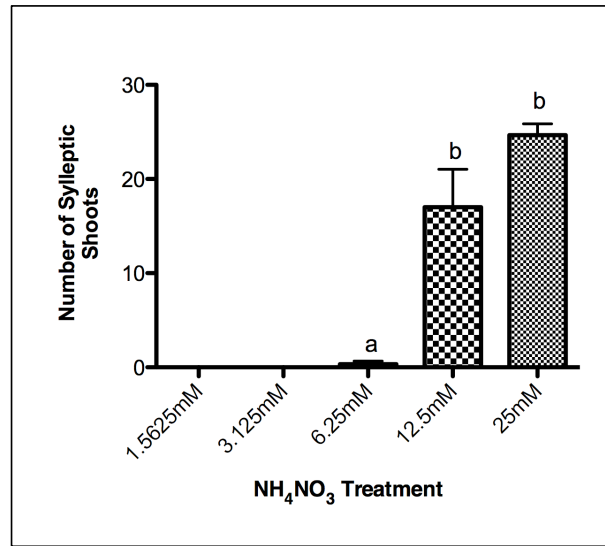 30
20
10
0
Number of Sylleptic
Shoots
a
b
b
1.5625mM
3.125mM
6.25mM
12.5mM
25mM
NH₄NO₃ Treatment